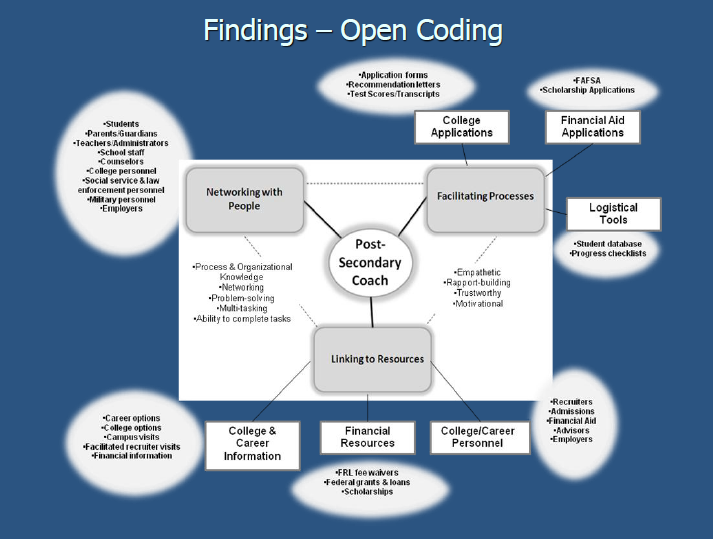 Findings – Open Coding
•Application forms
•Recommendation letters
•Test Scores/Transcripts
•FAFSA
•Scholarship Applications
College
Applications
Financial Aid
Applications
•Students
•Parents/Guardians
•Teachers/Administrators
•School staff
•Counselors
•College personnel
•Social service & law
enforcement personnel
•Military personnel
•Employers
Networking with
People
Facilitating Processes
Logistical
Tools
•Student database
•Progress checklists
Post-
Secondary
Coach
•Process & Organizational
Knowledge
•Networking
•Problem-solving
•Multi-tasking
•Ability to complete tasks
•Empathetic
•Rapport-building
•Trustworthy
•Motivational
Linking to Resources
•Career options
•College options
•Campus visits
•Facilitated recruiter visits
•Financial information
College &
Career
Information
Financial
Resources
College/Career
Personnel
•Recruiters
•Admissions
•Financial Aid
•Advisors
•Employers
•FRL fee waivers
•Federal grants & loans
•Scholarships